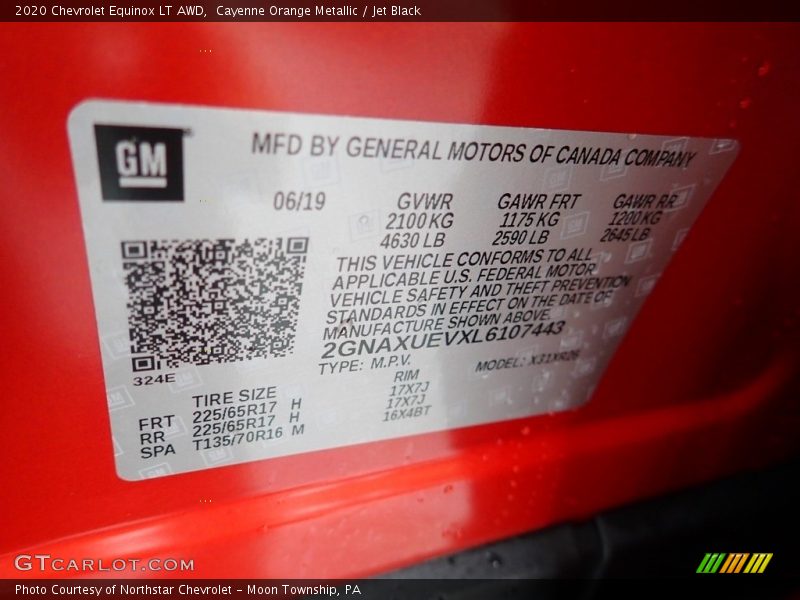 2020 Chevrolet Equinox LT AWD, Cayenne Orange Metallic / Jet Black
GM
MFD BY GENERAL MOTORS OF CANADA COMPANY
06/19 GVWR GAWR FRT GAWR RR
2100 KG 1175 KG 1200 KG
4630 LB 2590 LB 2645 LB
THIS VEHICLE CONFORMS TO ALL
APPLICABLE U.S. FEDERAL MOTOR
VEHICLE SAFETY AND THEFT PREVENTION
STANDARDS IN EFFECT ON THE DATE OF
MANUFACTURE SHOWN ABOVE.
2GNAXUEVXL6107443
TYPE: M.P.V. MODEL: X31XR26
324E
TIRE SIZE RIM
FRT 225/65R17 H 17X7J
RR 225/65R17 H 17X7J
SPA T135/70R16 M 16X4BT
GTCARLOT.COM
Photo Courtesy of Northstar Chevrolet - Moon Township, PA